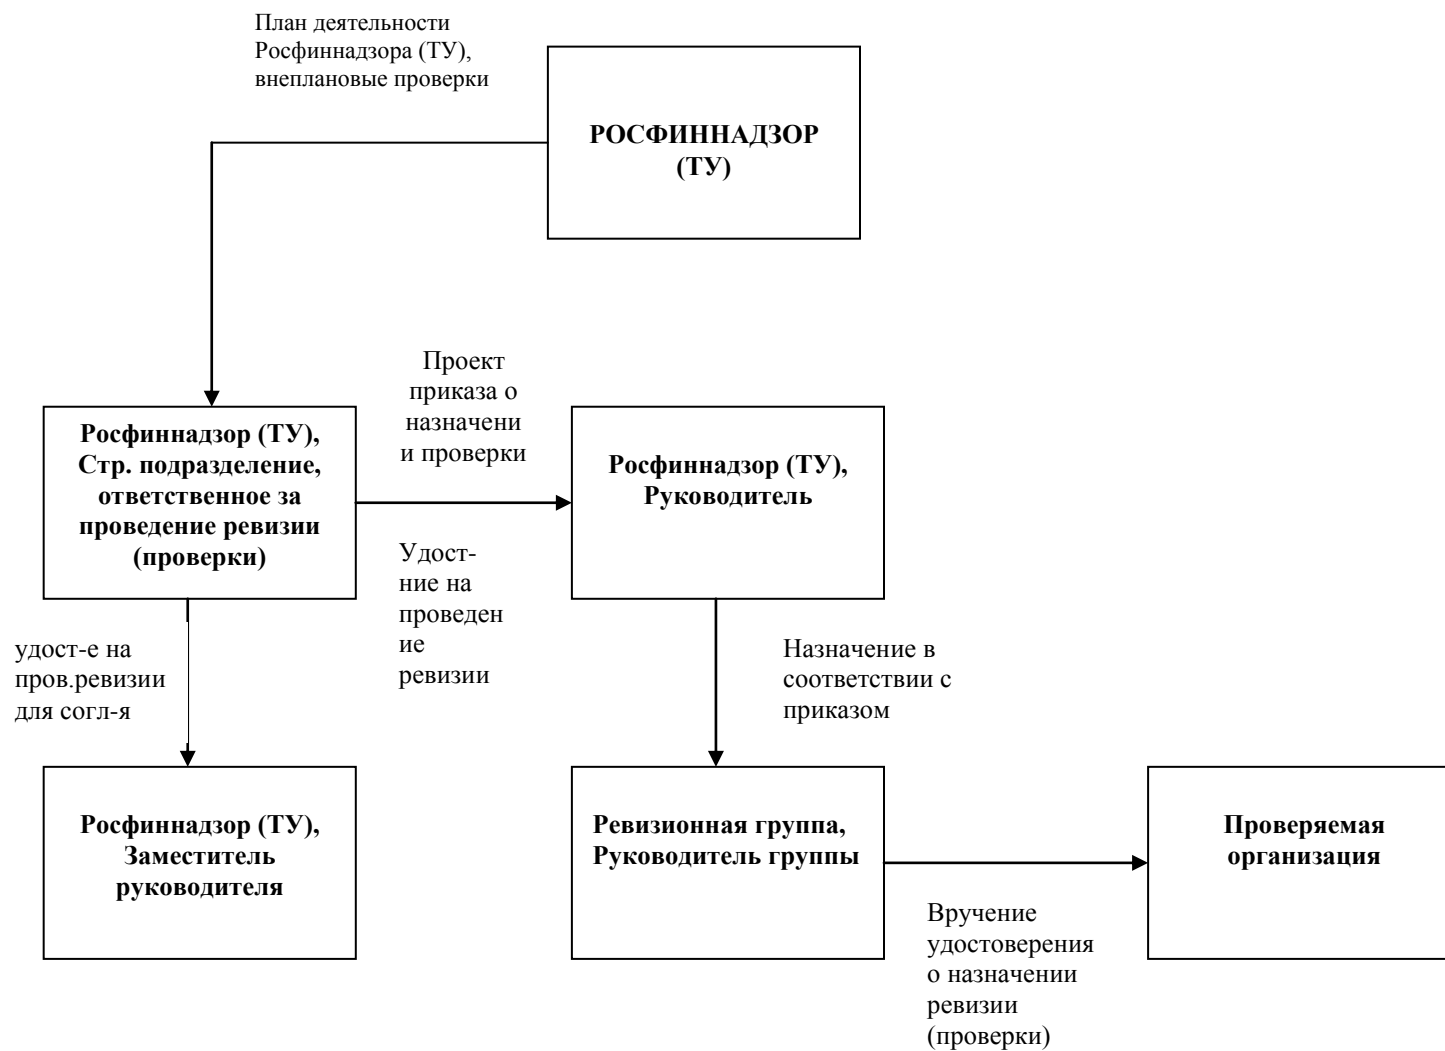 План деятельности
Росфиннадзора (ТУ),
внеплановые проверки
РОСФИННАДЗОР
(ТУ)
Проект
приказа о
назначени
и проверки
Росфиннадзор (ТУ),
Стр. подразделение,
ответственное за
проведение ревизии
(проверки)
Росфиннадзор (ТУ),
Руководитель
Удост-
ние на
проведен
ие
ревизии
удост-е на
пров.ревизии
для согл-я
Назначение в
соответствии с
приказом
Росфиннадзор (ТУ),
Заместитель
руководителя
Ревизионная группа,
Руководитель группы
Проверяемая
организация
Вручение
удостоверения
о назначении
ревизии
(проверки)